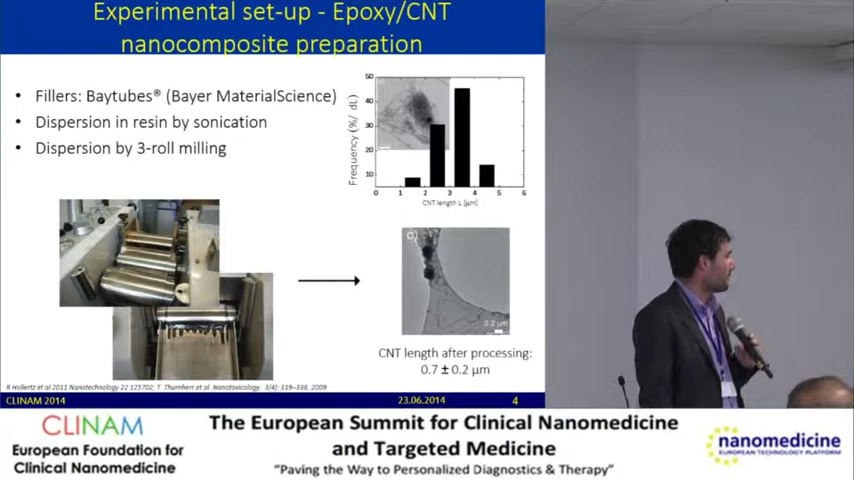 Experimental set-up - Epoxy/CNT
nanocomposite preparation
• Fillers: Baytubes® (Bayer MaterialScience)
• Dispersion in resin by sonication
• Dispersion by 3-roll milling
Frequency (%/ dL)
50
40
30
20
10
0 1 2 3 4 5 6
CNT length L [μm]
c)
0.2 μm
CNT length after processing:
0.7 ± 0.2 μm
R Hollertz et al 2011 Nanotechnology 22 125702; T. Thurnherr et al. Nanotoxicology. 3(4): 319–338, 2009
CLINAM 2014 23.06.2014 4
CLINAM
European Foundation for
Clinical Nanomedicine
The European Summit for Clinical Nanomedicine
and Targeted Medicine
"Paving the Way to Personalized Diagnostics & Therapy"
nanomedicine
EUROPEAN TECHNOLOGY PLATFORM